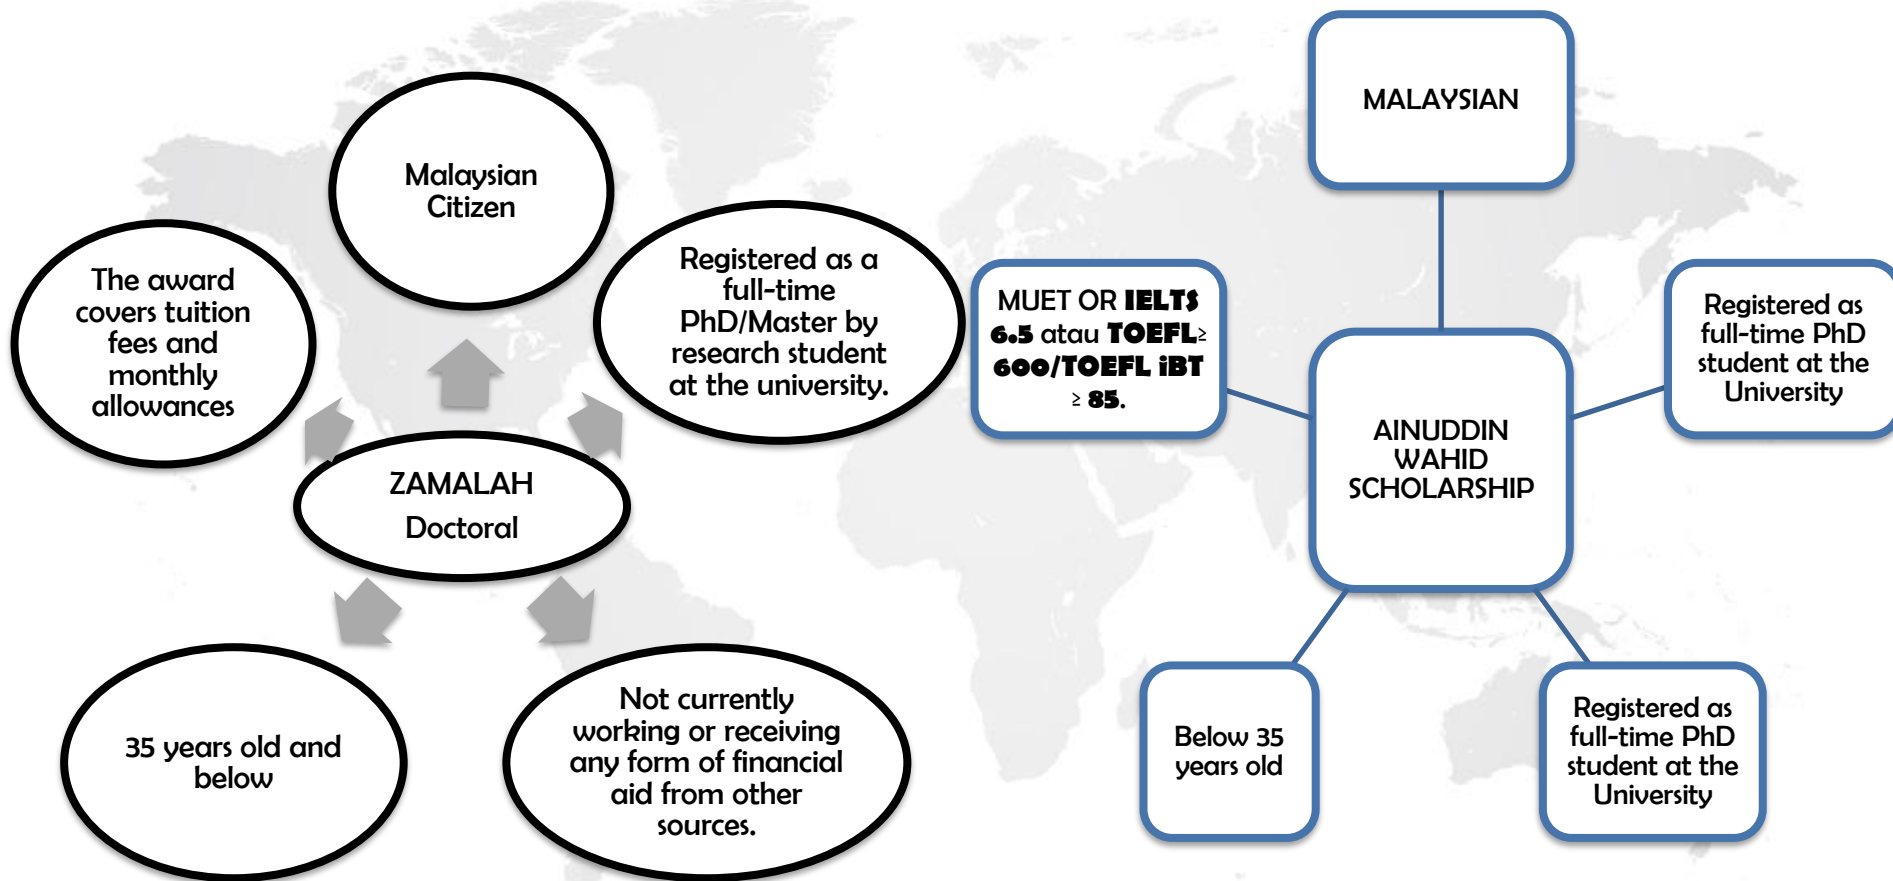 Malaysian
Citizen
The award
covers tuition
fees and
monthly
allowances
Registered as a
full-time
PhD/Master by
research student
at the university.
ZAMALAH
Doctoral
35 years old and
below
Not currently
working or receiving
any form of financial
aid from other
sources.
MALAYSIAN
MUET OR IELTS
6.5 atau TOEFL≥
600/TOEFL iBT
≥ 85.
Registered as
full-time PhD
student at the
University
AINUDDIN
WAHID
SCHOLARSHIP
Below 35
years old
Registered as
full-time PhD
student at the
University